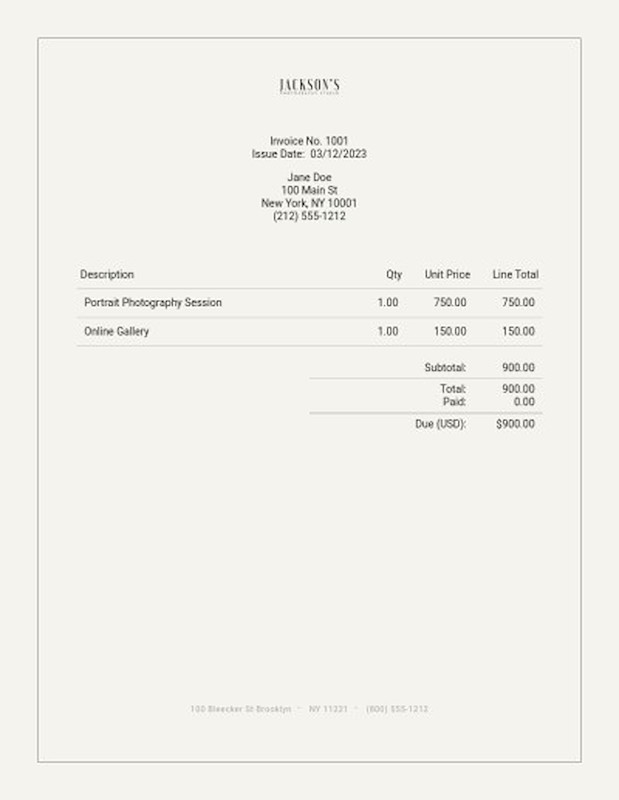 JACKSON'S
Invoice No. 1001
Issue Date: 03/12/2023
Jane Doe
100 Main St
New York, NY 10001
(212) 555-1212
Description Qty Unit Price Line Total
Portrait Photography Session 1.00 750.00 750.00
Online Gallery 1.00 150.00 150.00
Subtotal: 900.00
Total: 900.00
Paid: 0.00
Due (USD): $900.00
100 Bleecker St Brooklyn - NY 11221 - (800) 555-1212